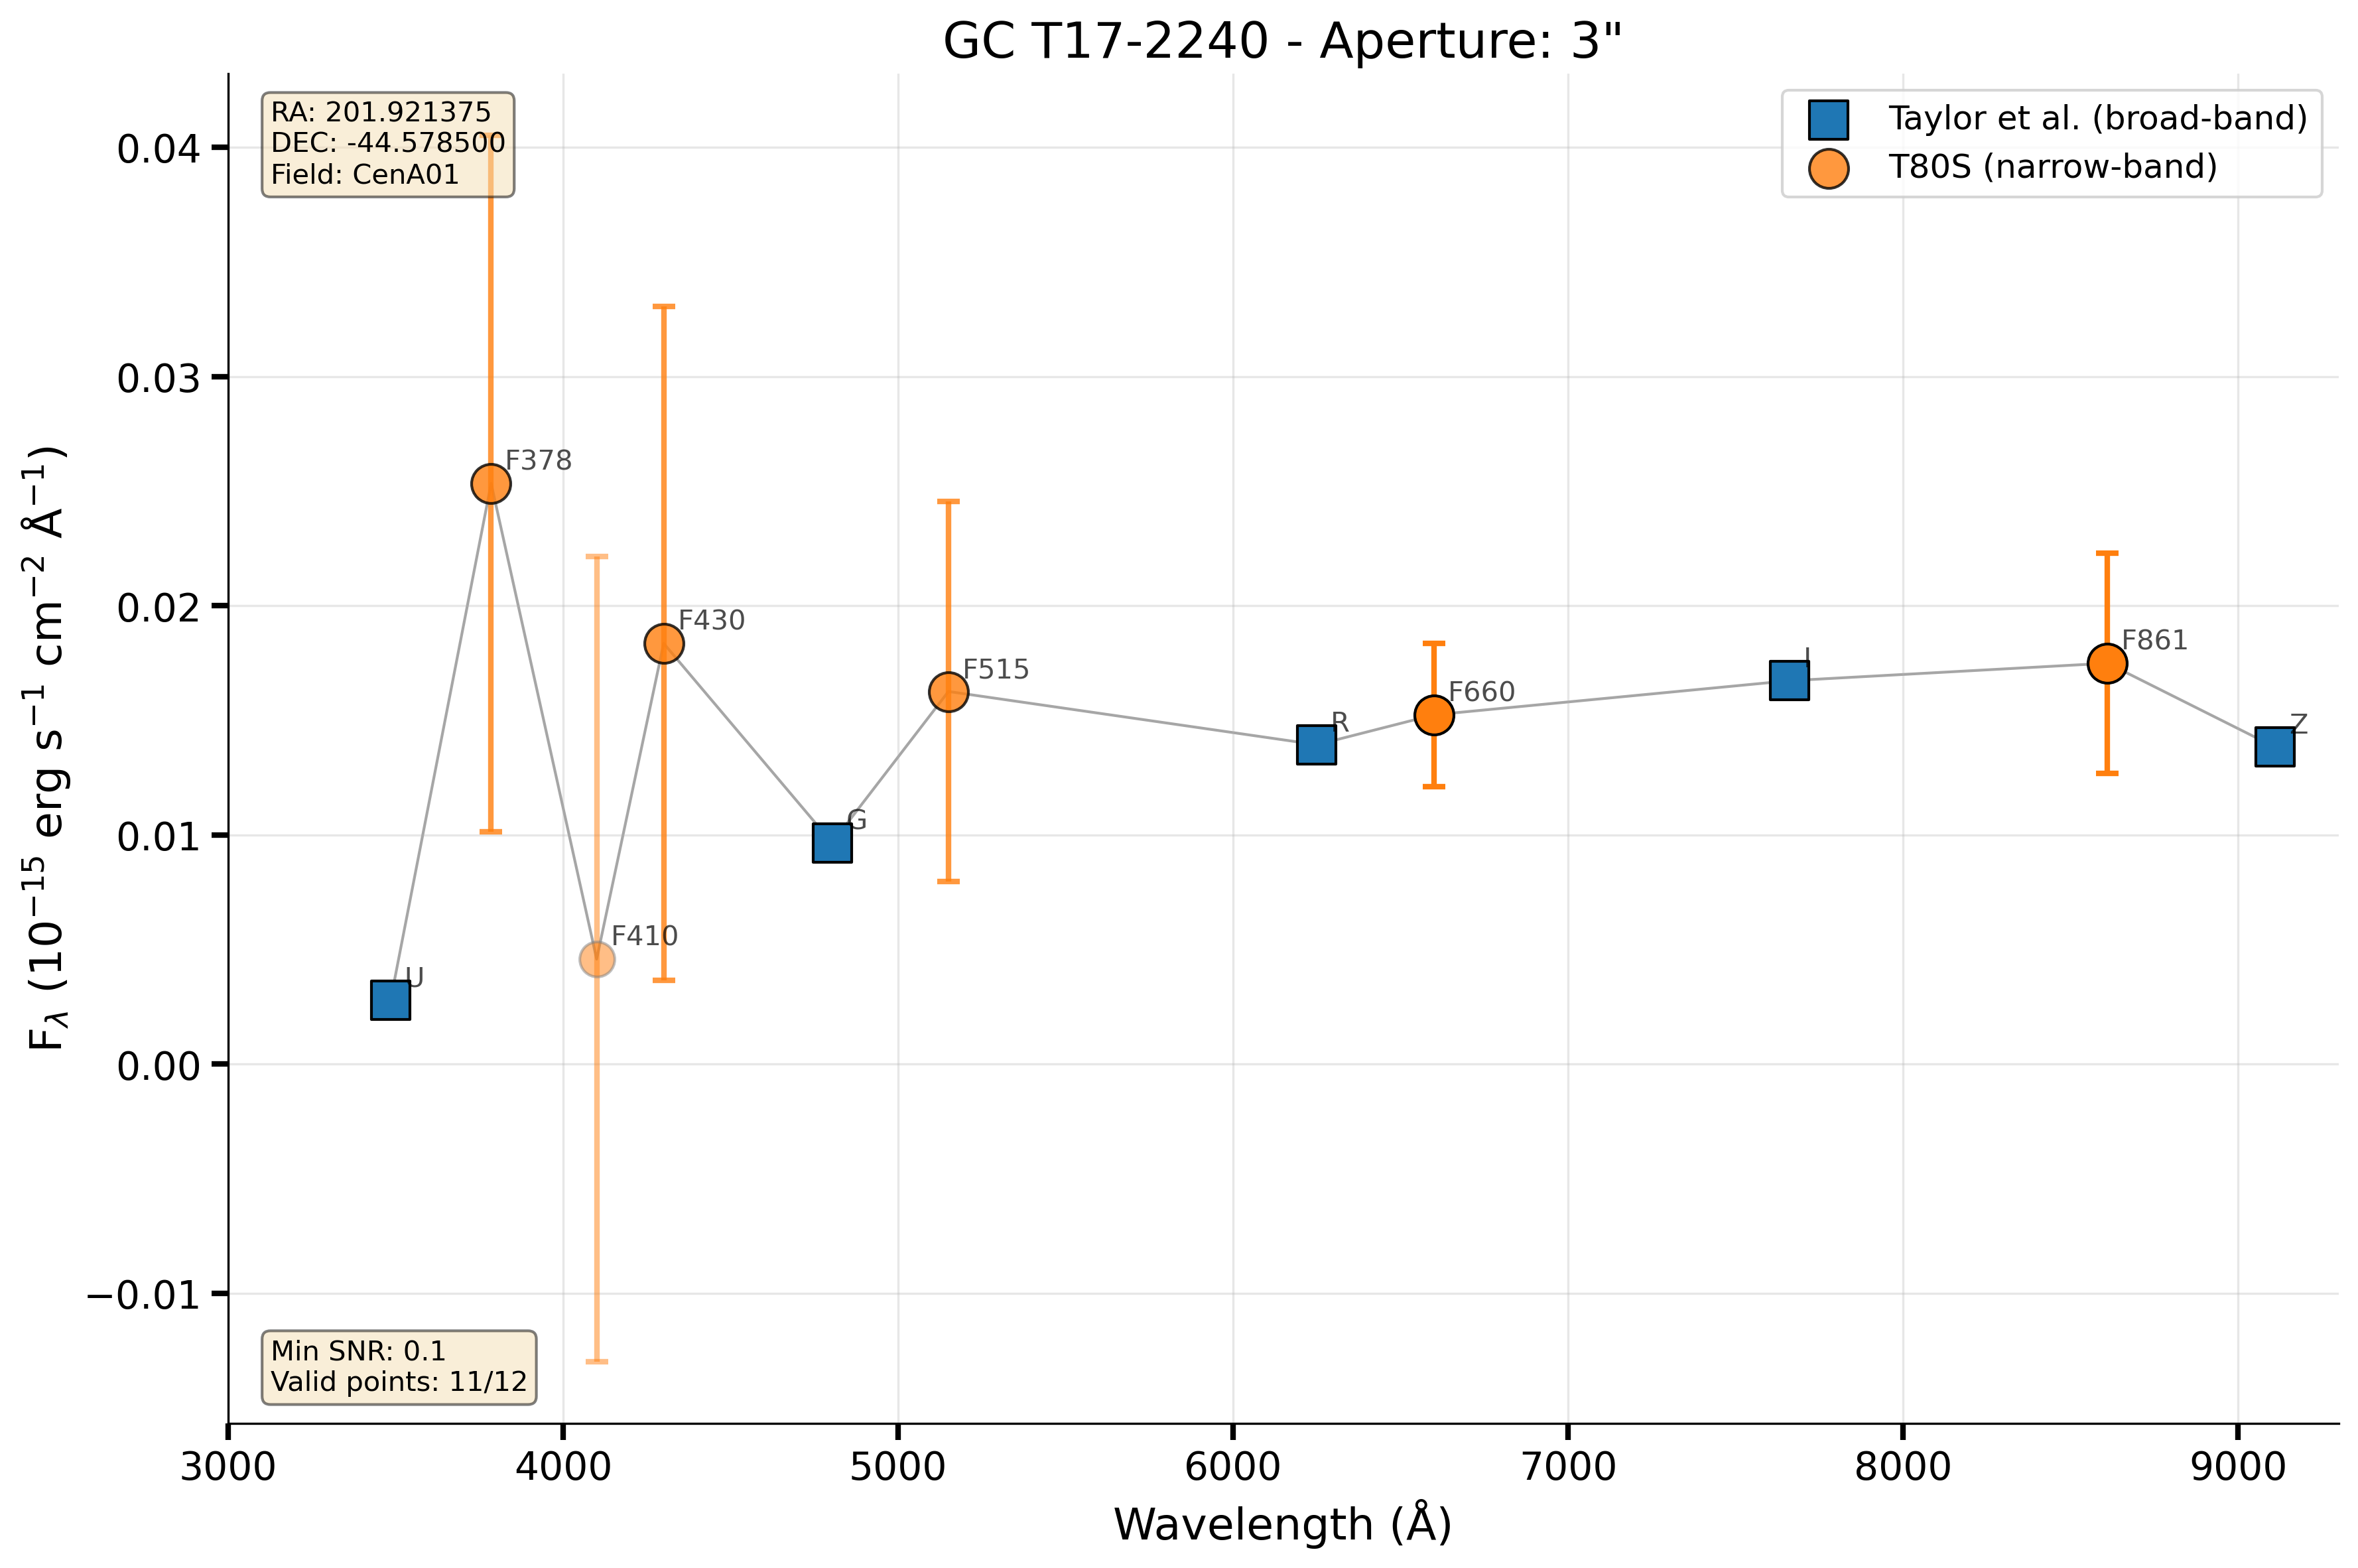 GC T17-2240 - Aperture: 3"
RA: 201.921375
DEC: -44.578500
Field: CenA01
Taylor et al. (broad-band)
T80S (narrow-band)
0.04
0.03
0.02
0.01
0.00
−0.01
F_λ (10⁻¹⁵ erg s⁻¹ cm⁻² Å⁻¹)
U
F378
F410
F430
G
F515
R
F660
I
F861
Z
Min SNR: 0.1
Valid points: 11/12
3000 4000 5000 6000 7000 8000 9000
Wavelength (Å)